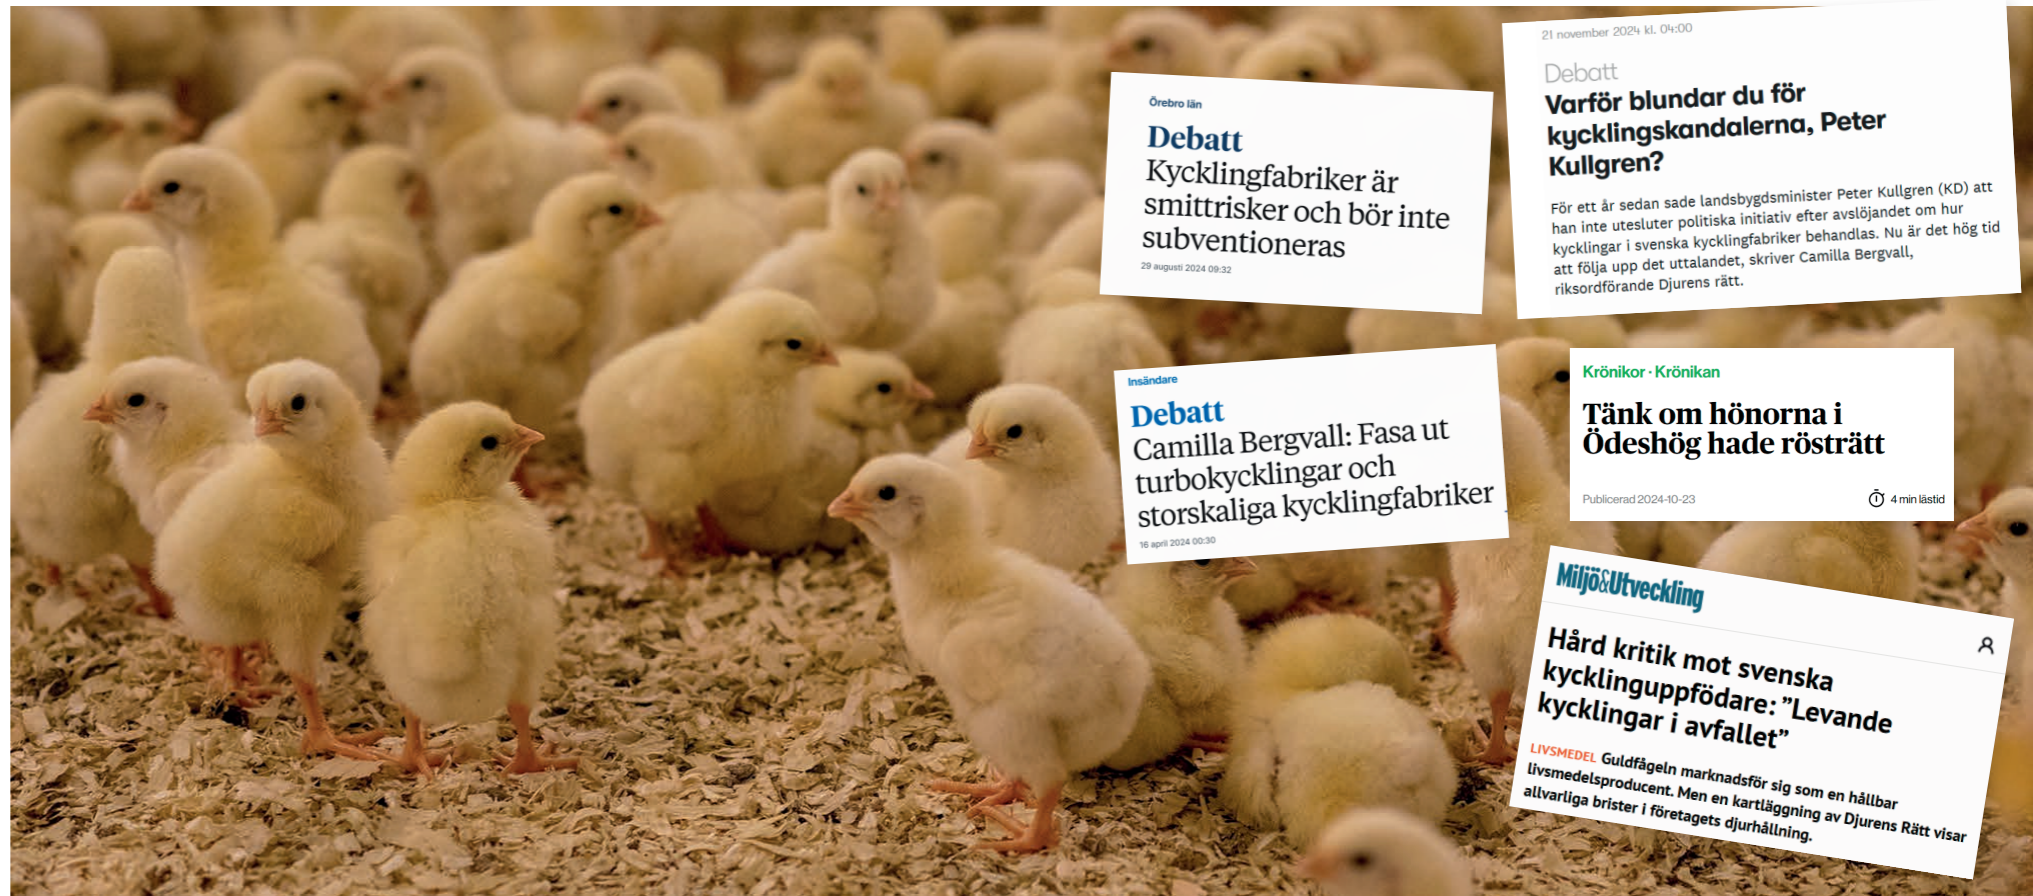 Örebro län
Debatt
Kycklingfabriker är
smittrisker och bör inte
subventioneras
29 augusti 2024 09:32
21 november 2024 kl. 04:00
Debatt
Varför blundar du för
kycklingskandalerna, Peter
Kullgren?
För ett år sedan sade landsbygdsminister Peter Kullgren (KD) att
han inte utesluter politiska initiativ efter avslöjandet om hur
kycklingar i svenska kycklingfabriker behandlas. Nu är det hög tid
att följa upp det uttalandet, skriver Camilla Bergvall,
riksordförande Djurens rätt.
Insändare
Debatt
Camilla Bergvall: Fasa ut
turbokycklingar och
storskaliga kycklingfabriker
16 april 2024 00:30
Krönikor · Krönikan
Tänk om hönorna i
Ödeshög hade rösträtt
Publicerad 2024-10-23
4 min lästid
Miljö&Utveckling
Hård kritik mot svenska
kycklinguppfödare: ”Levande
kycklingar i avfallet”
LIVSMEDEL Guldfågeln marknadsför sig som en hållbar
livsmedelsproducent. Men en kartläggning av Djurens Rätt visar
allvarliga brister i företagets djurhållning.